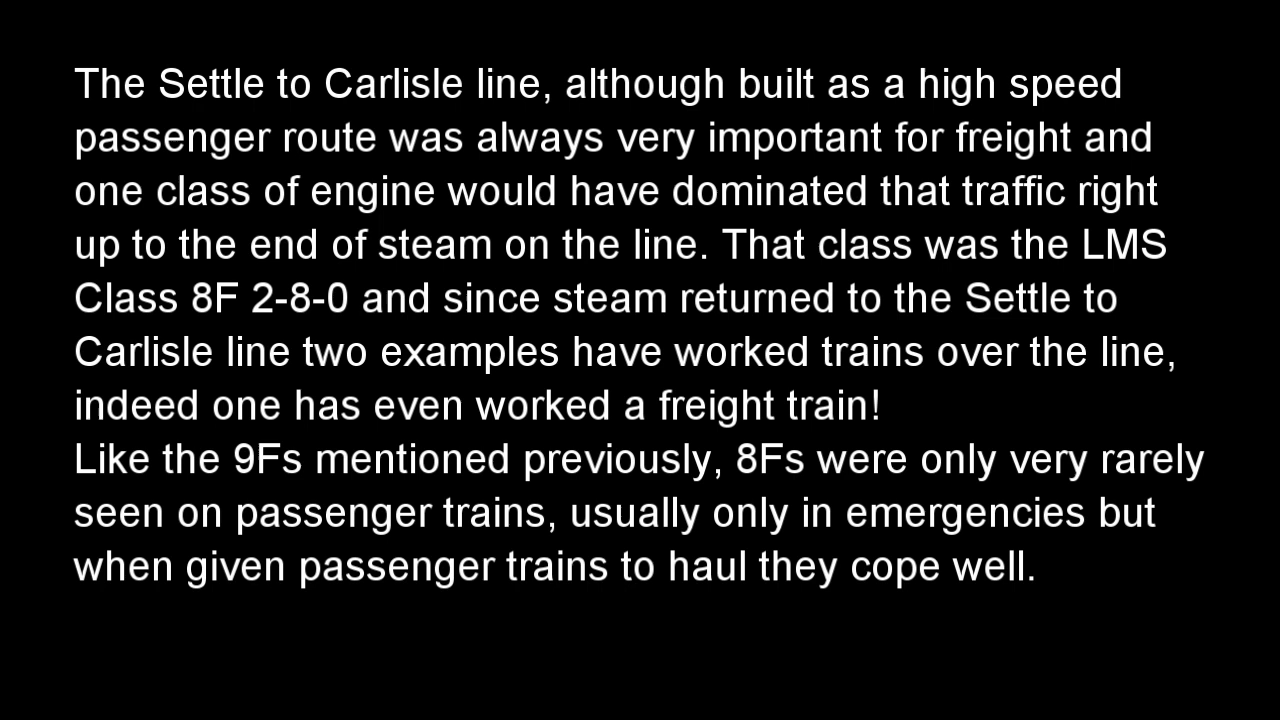 The Settle to Carlisle line, although built as a high speed
passenger route was always very important for freight and
one class of engine would have dominated that traffic right
up to the end of steam on the line. That class was the LMS
Class 8F 2-8-0 and since steam returned to the Settle to
Carlisle line two examples have worked trains over the line,
indeed one has even worked a freight train!
Like the 9Fs mentioned previously, 8Fs were only very rarely
seen on passenger trains, usually only in emergencies but
when given passenger trains to haul they cope well.